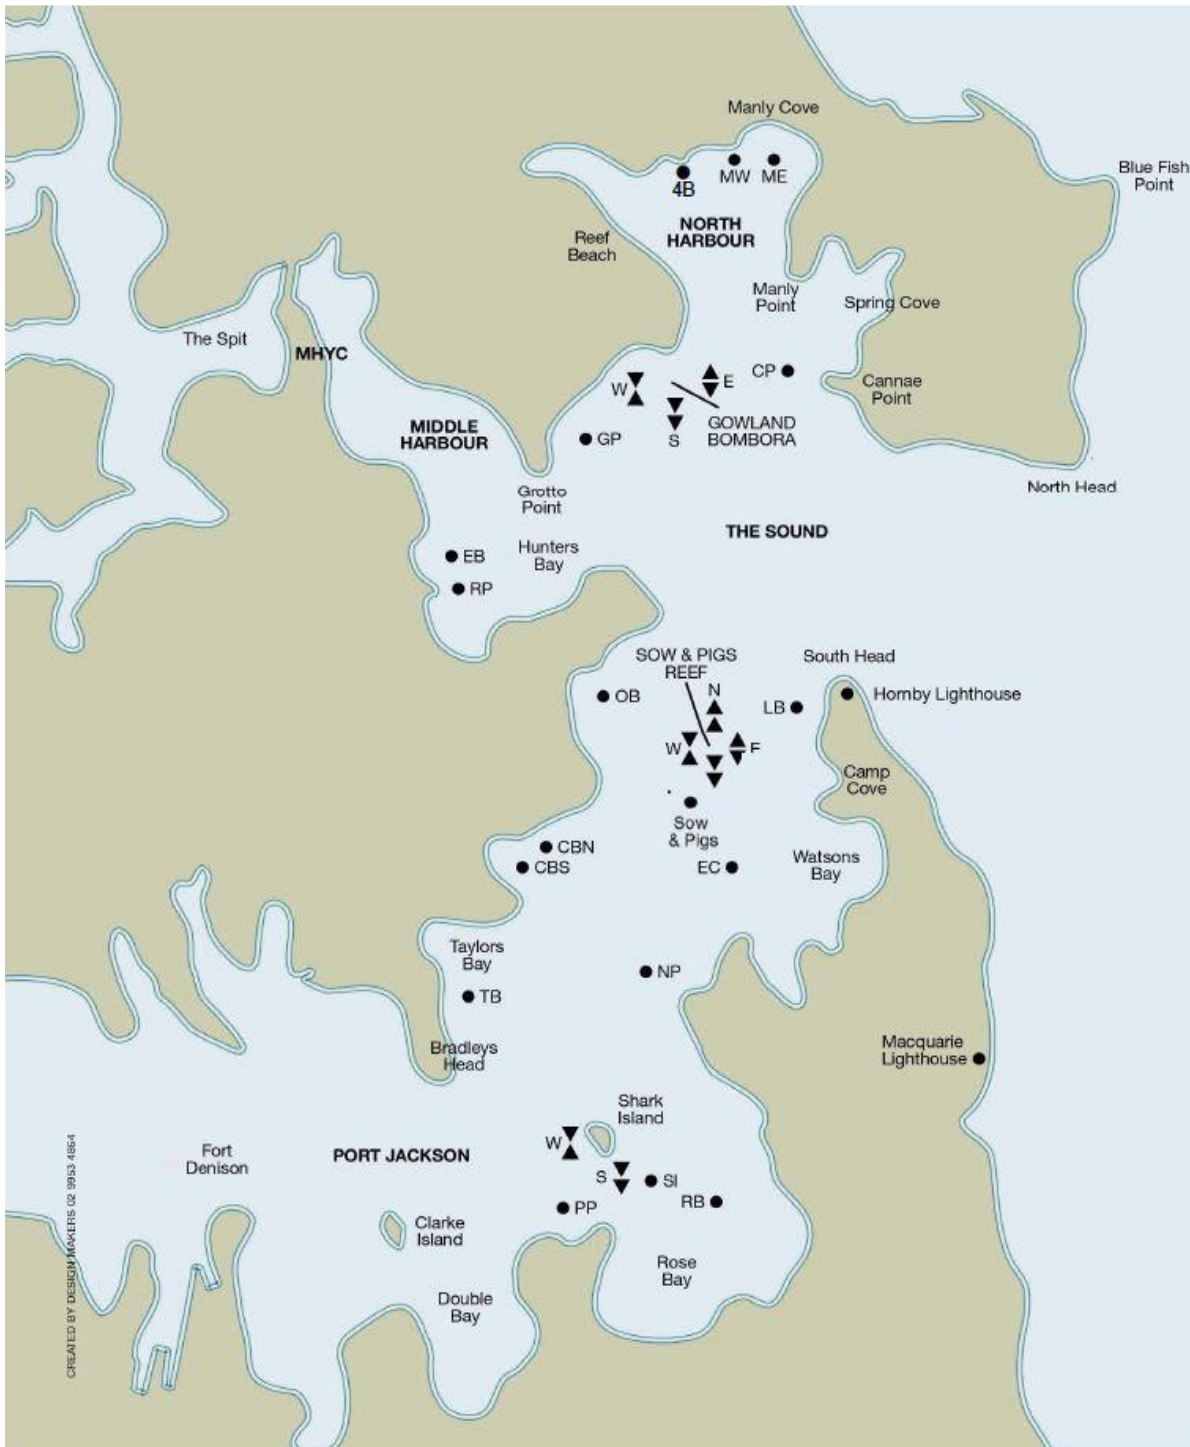 Manly Cove
Blue Fish
Point
MW
ME
4B
NORTH
HARBOUR
Reef
Beach
Manly
Point
Spring Cove
The Spit
MHYC
W
E
CP
Cannae
Point
GOWLAND
BOMBORA
S
GP
MIDDLE
HARBOUR
Grotto
Point
North Head
THE SOUND
Hunters
Bay
EB
RP
SOW & PIGS
REEF
South Head
N
OB
LB
Hornby Lighthouse
W
E
Camp
Cove
Sow
& Pigs
CBN
CBS
EC
Watsons
Bay
Taylors
Bay
NP
TB
Bradleys
Head
Macquarie
Lighthouse
Shark
Island
W
Fort
Denison
PORT JACKSON
S
SI
RB
PP
Clarke
Island
Rose
Bay
Double
Bay
CREATED BY DESIGN MAKERS 02 9953 4864